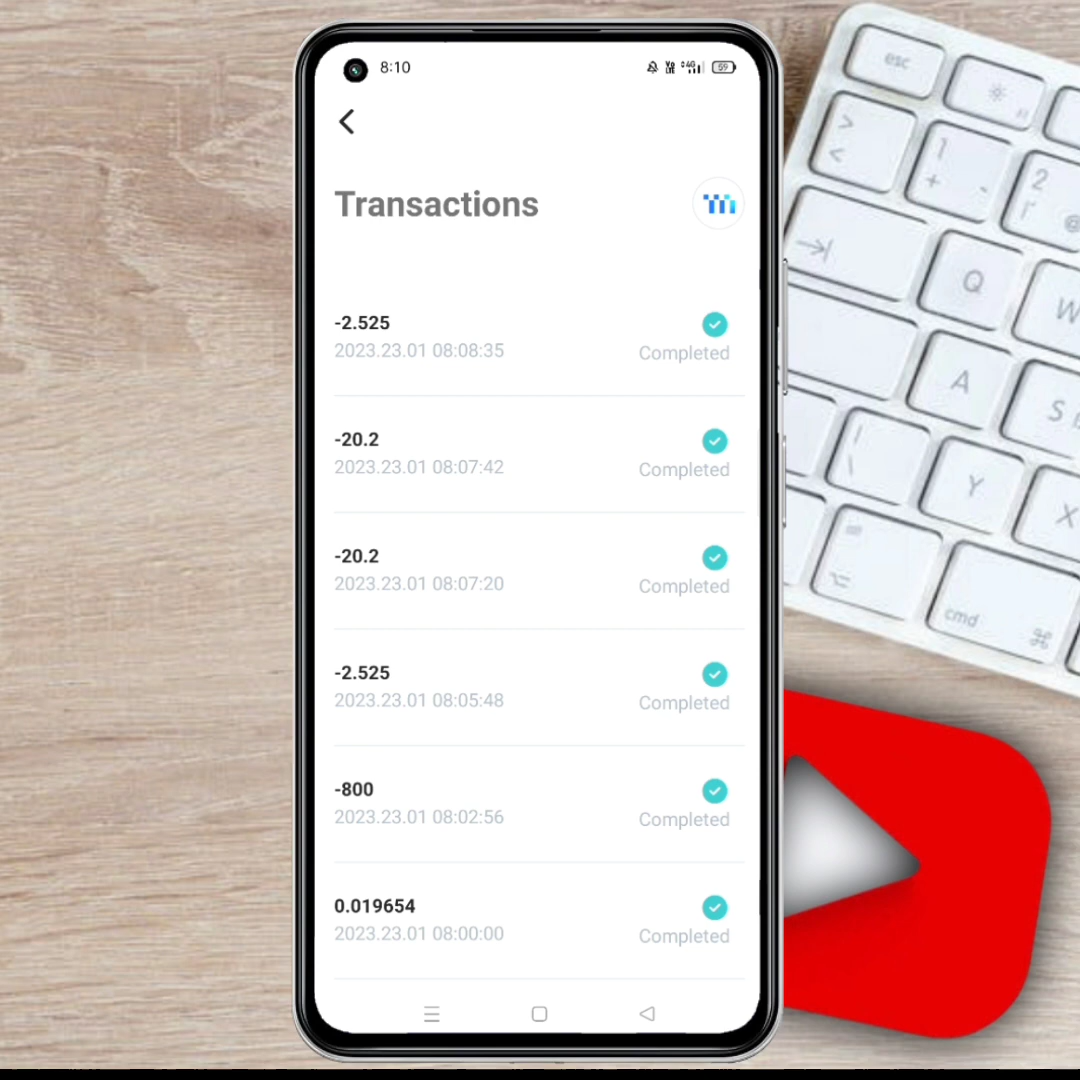 8:10
59
Transactions
-2.525
2023.23.01 08:08:35
Completed
-20.2
2023.23.01 08:07:42
Completed
-20.2
2023.23.01 08:07:20
Completed
-2.525
2023.23.01 08:05:48
Completed
-800
2023.23.01 08:02:56
Completed
0.019654
2023.23.01 08:00:00
Completed
esc
>
<
1
+
-
2
@
Q
W
A
S
Y
X
cmd